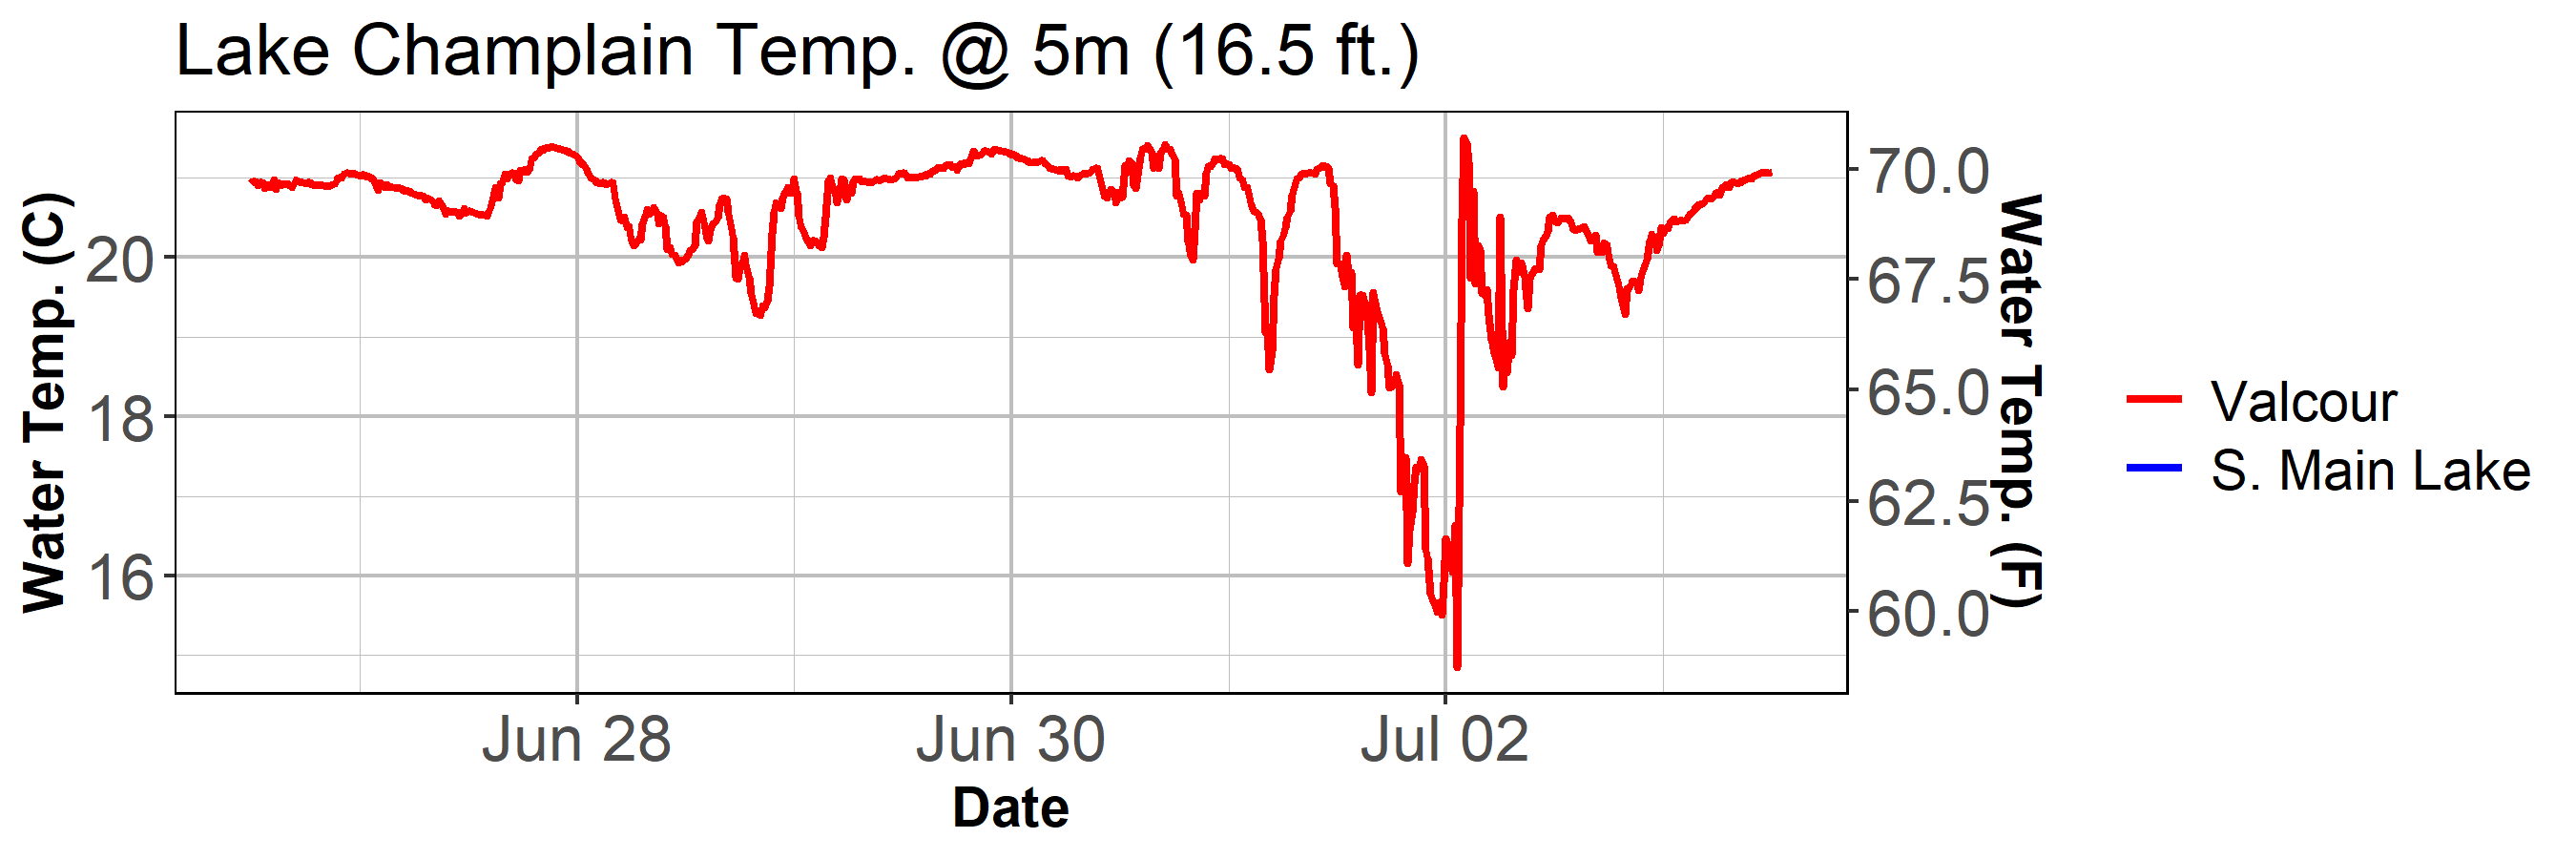 Lake Champlain Temp. @ 5m (16.5 ft.)
Water Temp. (C)
20
18
16
70.0
67.5
65.0
62.5
60.0
Water Temp. (F)
Jun 28
Jun 30
Jul 02
Date
Valcour
S. Main Lake